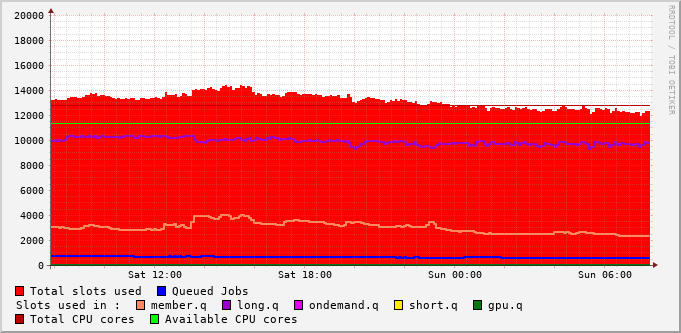 RRDTOOL / TOBI OETIKER
20000
18000
16000
14000
12000
10000
8000
6000
4000
2000
0
Sat 12:00 Sat 18:00 Sun 00:00 Sun 06:00
Total slots used Queued Jobs
Slots used in : member.q long.q ondemand.q short.q gpu.q
Total CPU cores Available CPU cores